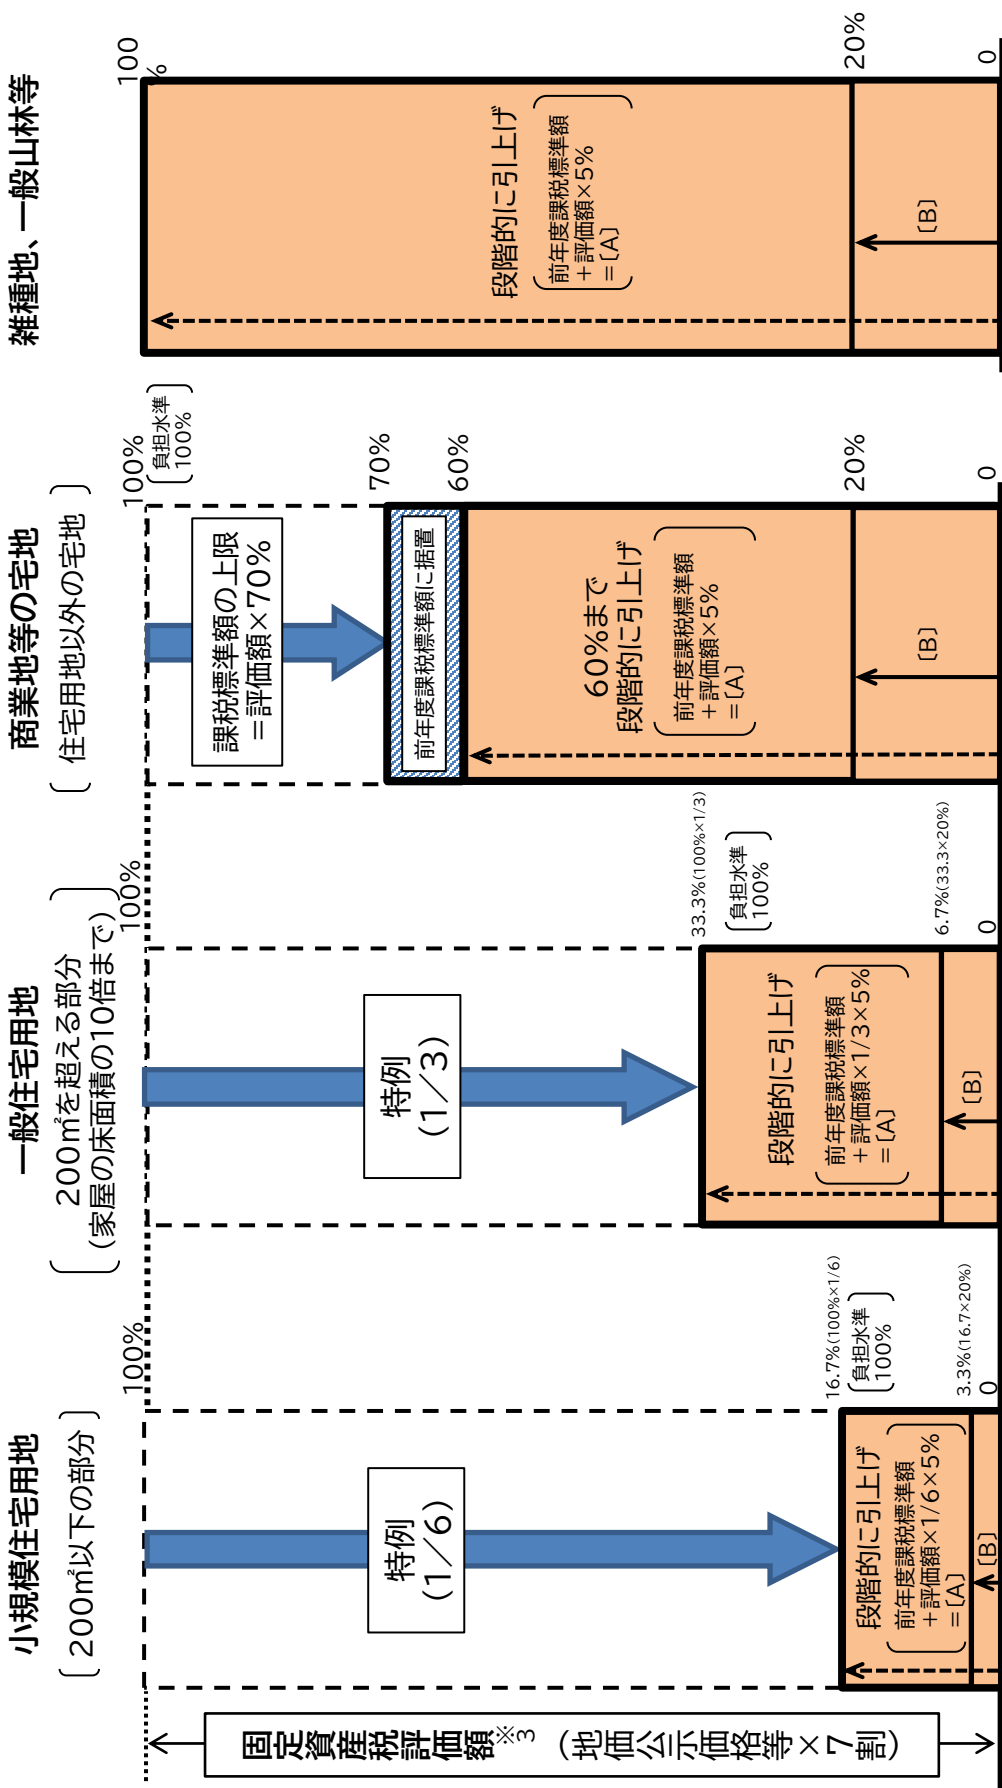 小規模住宅用地
200㎡以下の部分
100%
特例
(1/6)
16.7%(100%×1/6)
負担水準
100%
段階的に引上げ
前年度課税標準額
+評価額×1/6×5%
=[A]
[B]
3.3%(16.7×20%)
0
一般住宅用地
200㎡を超える部分
(家屋の床面積の10倍まで)
100%
特例
(1/3)
33.3%(100%×1/3)
負担水準
100%
段階的に引上げ
前年度課税標準額
+評価額×1/3×5%
=[A]
[B]
6.7%(33.3×20%)
0
商業地等の宅地
住宅用地以外の宅地
100%
負担水準
100%
課税標準額の上限
=評価額×70%
70%
前年度課税標準額に据置
60%
60%まで
段階的に引上げ
前年度課税標準額
+評価額×5%
=[A]
20%
[B]
0
雑種地、一般山林等
100
%
段階的に引上げ
前年度課税標準額
+評価額×5%
=[A]
20%
[B]
0
固定資産税評価額※3 (地価公示価格等×7割)